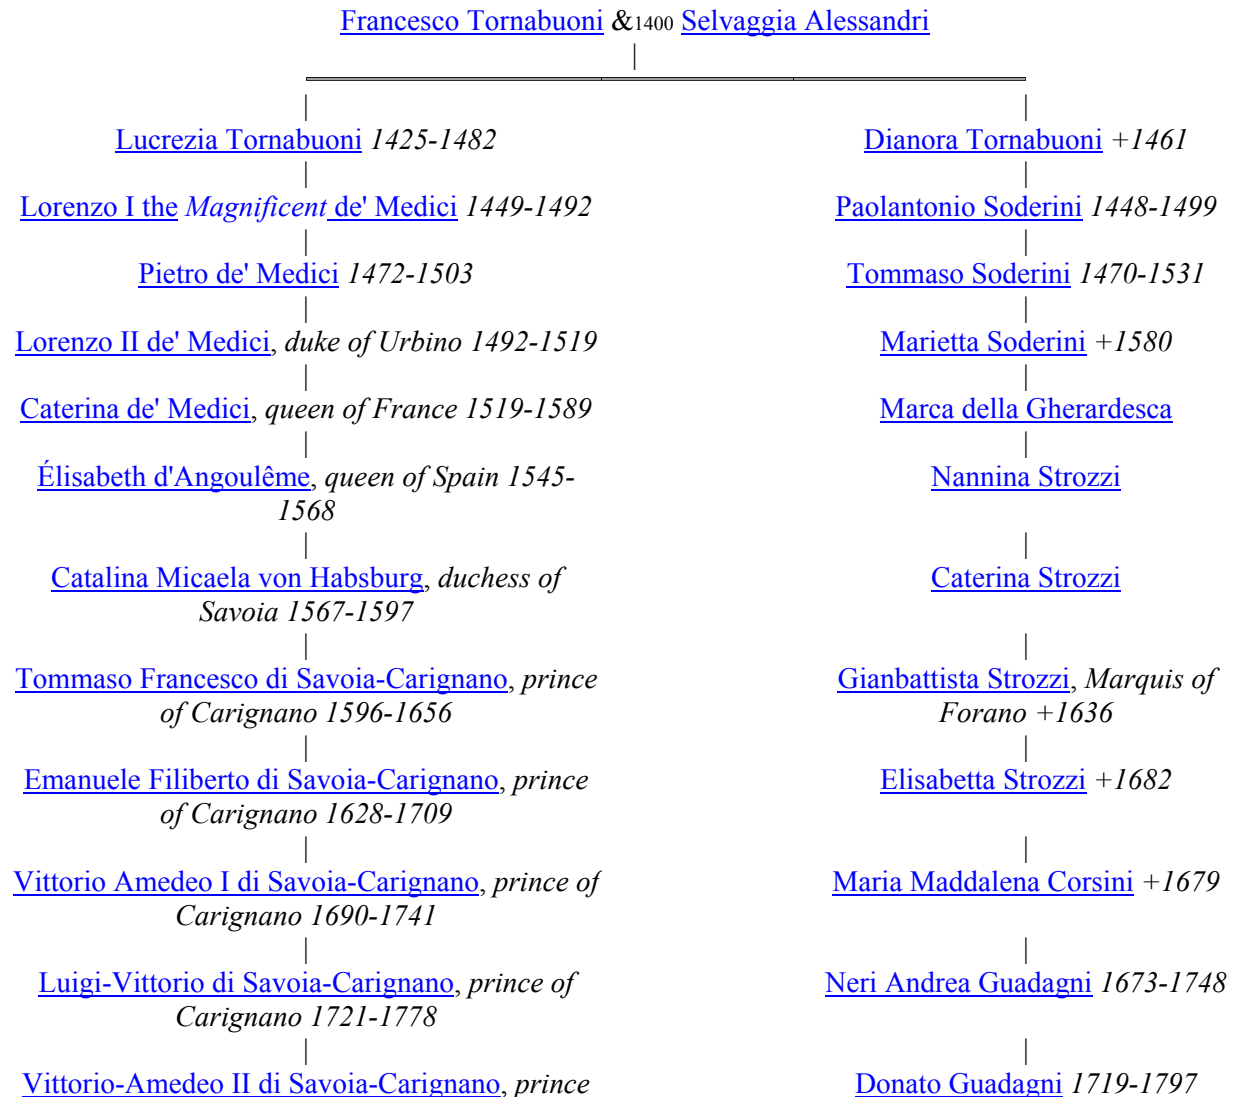 Francesco Tornabuoni &1400 Selvaggia Alessandri
Lucrezia Tornabuoni 1425-1482
Dianora Tornabuoni +1461
Lorenzo I the Magnificent de' Medici 1449-1492
Paolantonio Soderini 1448-1499
Pietro de' Medici 1472-1503
Tommaso Soderini 1470-1531
Lorenzo II de' Medici, duke of Urbino 1492-1519
Marietta Soderini +1580
Caterina de' Medici, queen of France 1519-1589
Marca della Gherardesca
Élisabeth d'Angoulême, queen of Spain 1545-
1568
Nannina Strozzi
Catalina Micaela von Habsburg, duchess of
Savoia 1567-1597
Caterina Strozzi
Tommaso Francesco di Savoia-Carignano, prince
of Carignano 1596-1656
Gianbattista Strozzi, Marquis of
Forano +1636
Emanuele Filiberto di Savoia-Carignano, prince
of Carignano 1628-1709
Elisabetta Strozzi +1682
Vittorio Amedeo I di Savoia-Carignano, prince of
Carignano 1690-1741
Maria Maddalena Corsini +1679
Luigi-Vittorio di Savoia-Carignano, prince of
Carignano 1721-1778
Neri Andrea Guadagni 1673-1748
Vittorio-Amedeo II di Savoia-Carignano, prince
Donato Guadagni 1719-1797